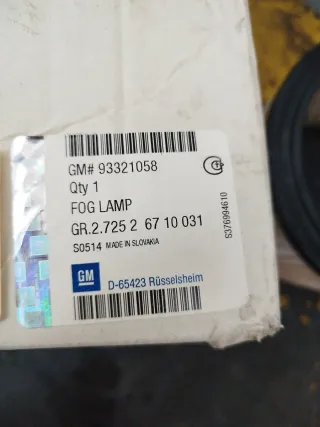 GM# 93321058
Qty 1
FOG LAMP
GR.2.725 2 67 10 031
S0514 MADE IN SLOVAKIA
GM
D-65423 Rüsselsheim
6376994610